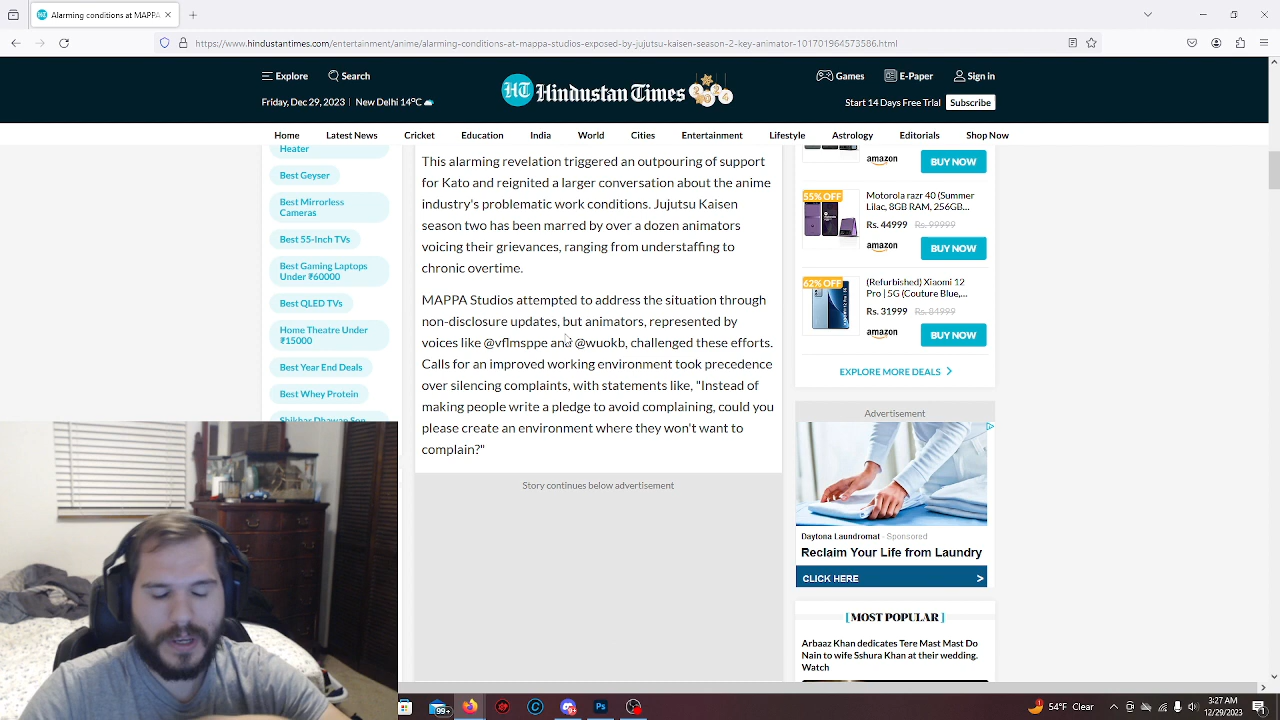 Alarming conditions at MAPPA
https://www.hindustantimes.com/entertainment/anime/alarming-conditions-at-mappa-studios-exposed-by-jujutsu-kaisen-season-2-key-animator-101701964573586.html
Explore
Search
HT Hindustan Times
Games
E-Paper
Sign in
Friday, Dec 29, 2023 | New Delhi 14°C
Start 14 Days Free Trial
Subscribe
Home
Latest News
Cricket
Education
India
World
Cities
Entertainment
Lifestyle
Astrology
Editorials
Shop Now
Heater
Best Geyser
Best Mirrorless
Cameras
Best 55-Inch TVs
Best Gaming Laptops
Under ₹60000
Best QLED TVs
Home Theatre Under
₹15000
Best Year End Deals
Best Whey Protein
Shikhar Dhawan Son
This alarming revelation triggered an outpouring of support
for Kato and reignited a larger conversation about the anime
industry's problematic work conditions. Jujutsu Kaisen
season two has been marred by over a dozen animators
voicing their grievances, ranging from understaffing to
chronic overtime.
MAPPA Studios attempted to address the situation through
non-disclosure updates, but animators, represented by
voices like @vflmsppe and @wuokb, challenged these efforts.
Calls for an improved working environment took precedence
over silencing complaints, with statements like, "Instead of
making people write a pledge to avoid complaining, could you
please create an environment where they won't want to
complain?"
Story continues below advertisement
amazon
BUY NOW
55% OFF
Motorola razr 40 (Summer
Lilac, 8GB RAM, 256GB...
Rs. 44999 Rs. 99999
amazon
BUY NOW
62% OFF
(Refurbished) Xiaomi 12
Pro | 5G (Couture Blue,...
Rs. 31999 Rs. 84999
amazon
BUY NOW
EXPLORE MORE DEALS
Advertisement
Daytona Laundromat - Sponsored
Reclaim Your Life from Laundry
CLICK HERE >
[MOST POPULAR]
Arbaaz Khan dedicates Tere Mast Mast Do
Nain to wife Sshura Khan at their wedding.
Watch
Ps
54°F Clear
3:27 AM
12/29/2023